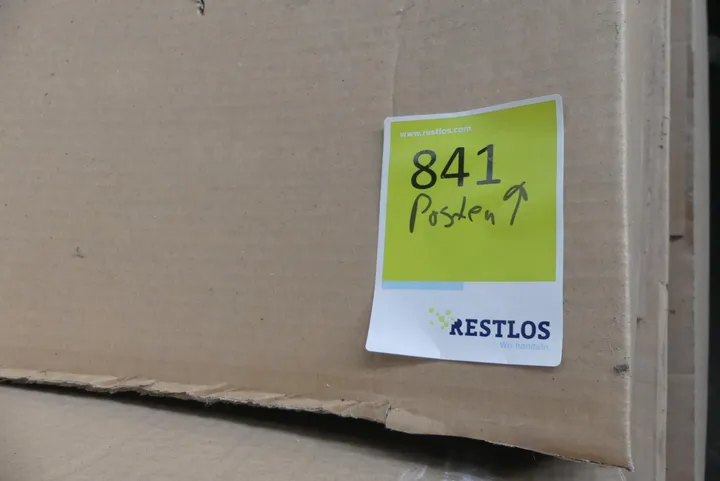 www.restlos.com
841
Posten ↑
RESTLOS
Wir handeln